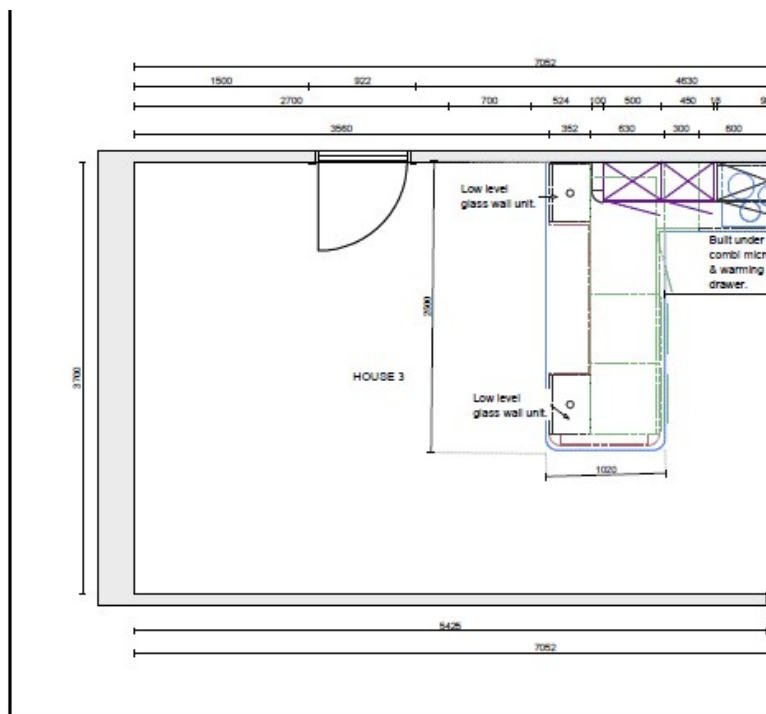 7052
1500 922 4630
2700 700 524 100 500 450 18 9
3560 352 630 300 600
Low level
glass wall unit.
Built under
combi micr
& warming
drawer.
3700
HOUSE 3
Low level
glass wall unit.
1020
5425
7052